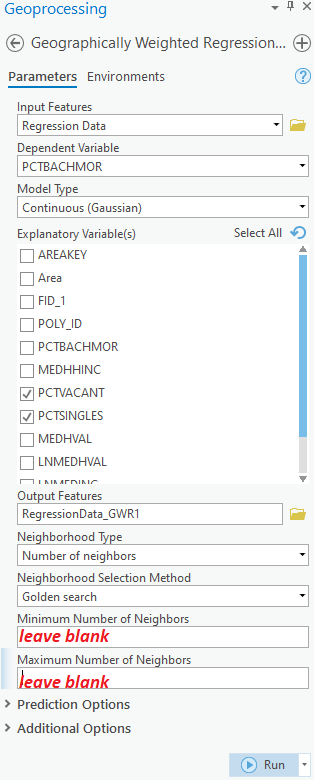 Geoprocessing
Geographically Weighted Regression...
Parameters Environments
Input Features
Regression Data
Dependent Variable
PCTBACHMOR
Model Type
Continuous (Gaussian)
Explanatory Variable(s) Select All
AREAKEY
Area
FID_1
POLY_ID
PCTBACHMOR
MEDHHINC
PCTVACANT
PCTSINGLES
MEDHVAL
LNMEDHVAL
LNMEDINC
Output Features
RegressionData_GWR1
Neighborhood Type
Number of neighbors
Neighborhood Selection Method
Golden search
Minimum Number of Neighbors
leave blank
Maximum Number of Neighbors
leave blank
Prediction Options
Additional Options
Run